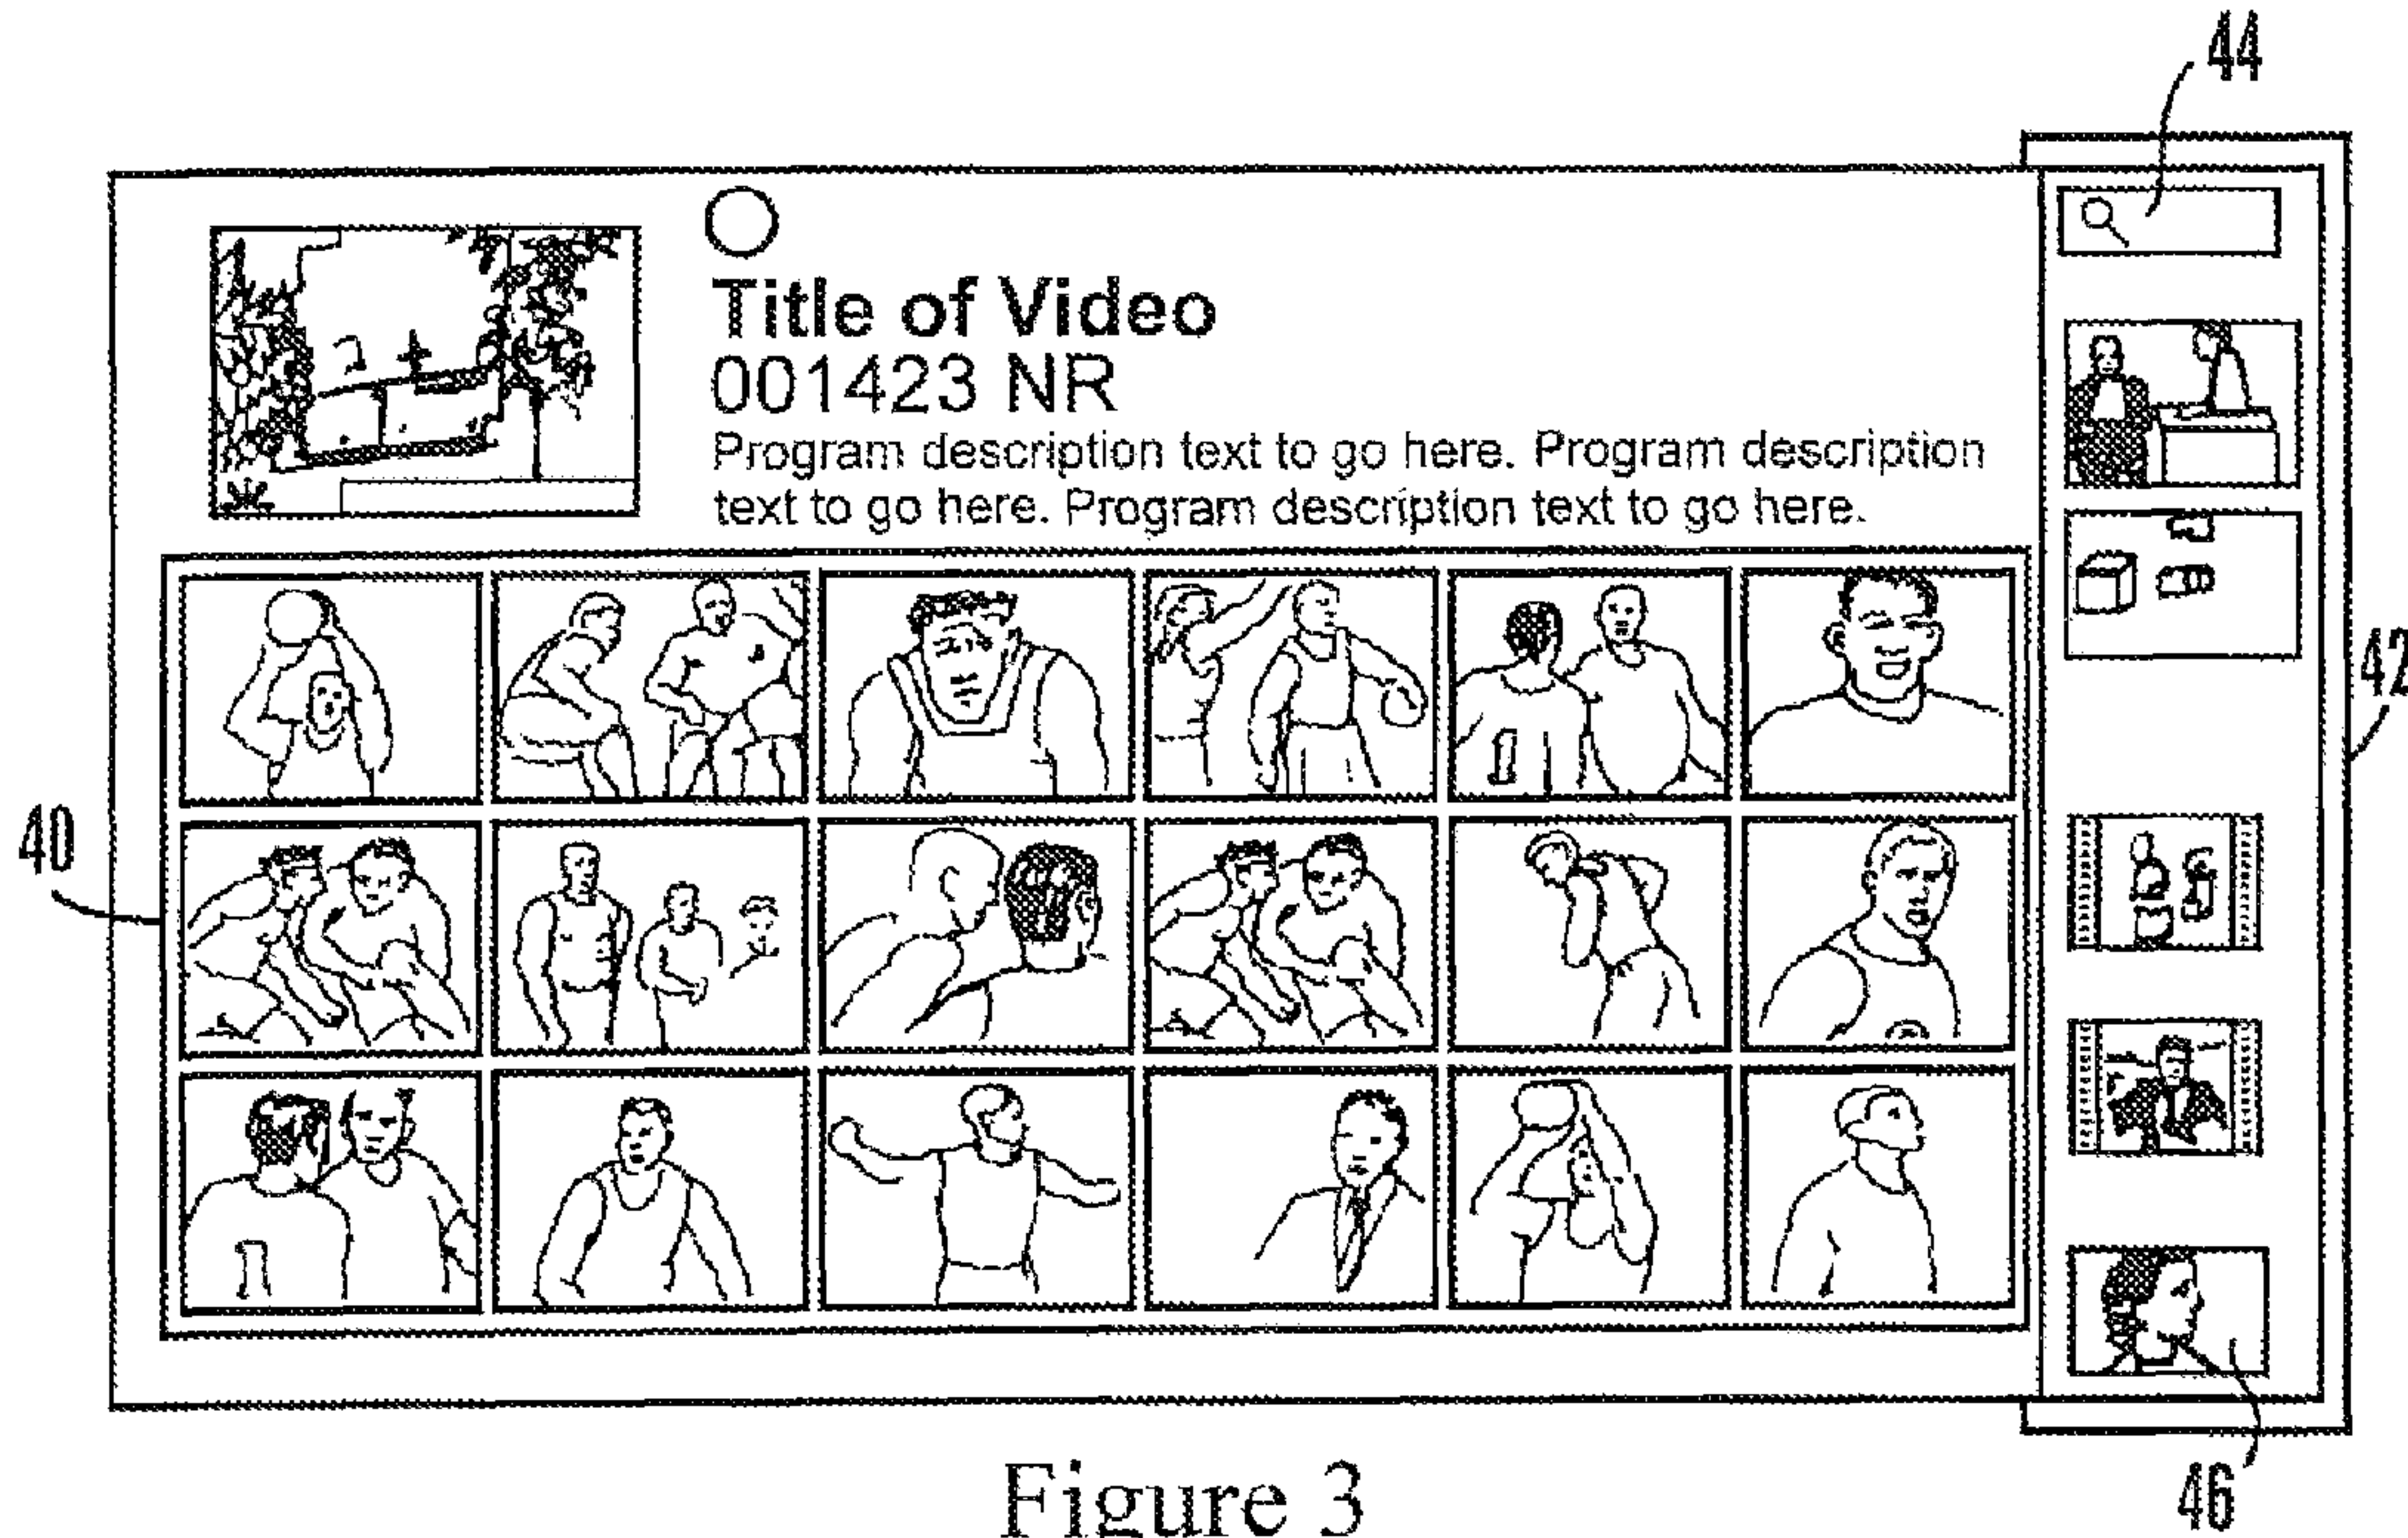 44
Title of Video
001423 NR
Program description text to go here. Program description
text to go here. Program description text to go here.
42
40
46
Figure 3